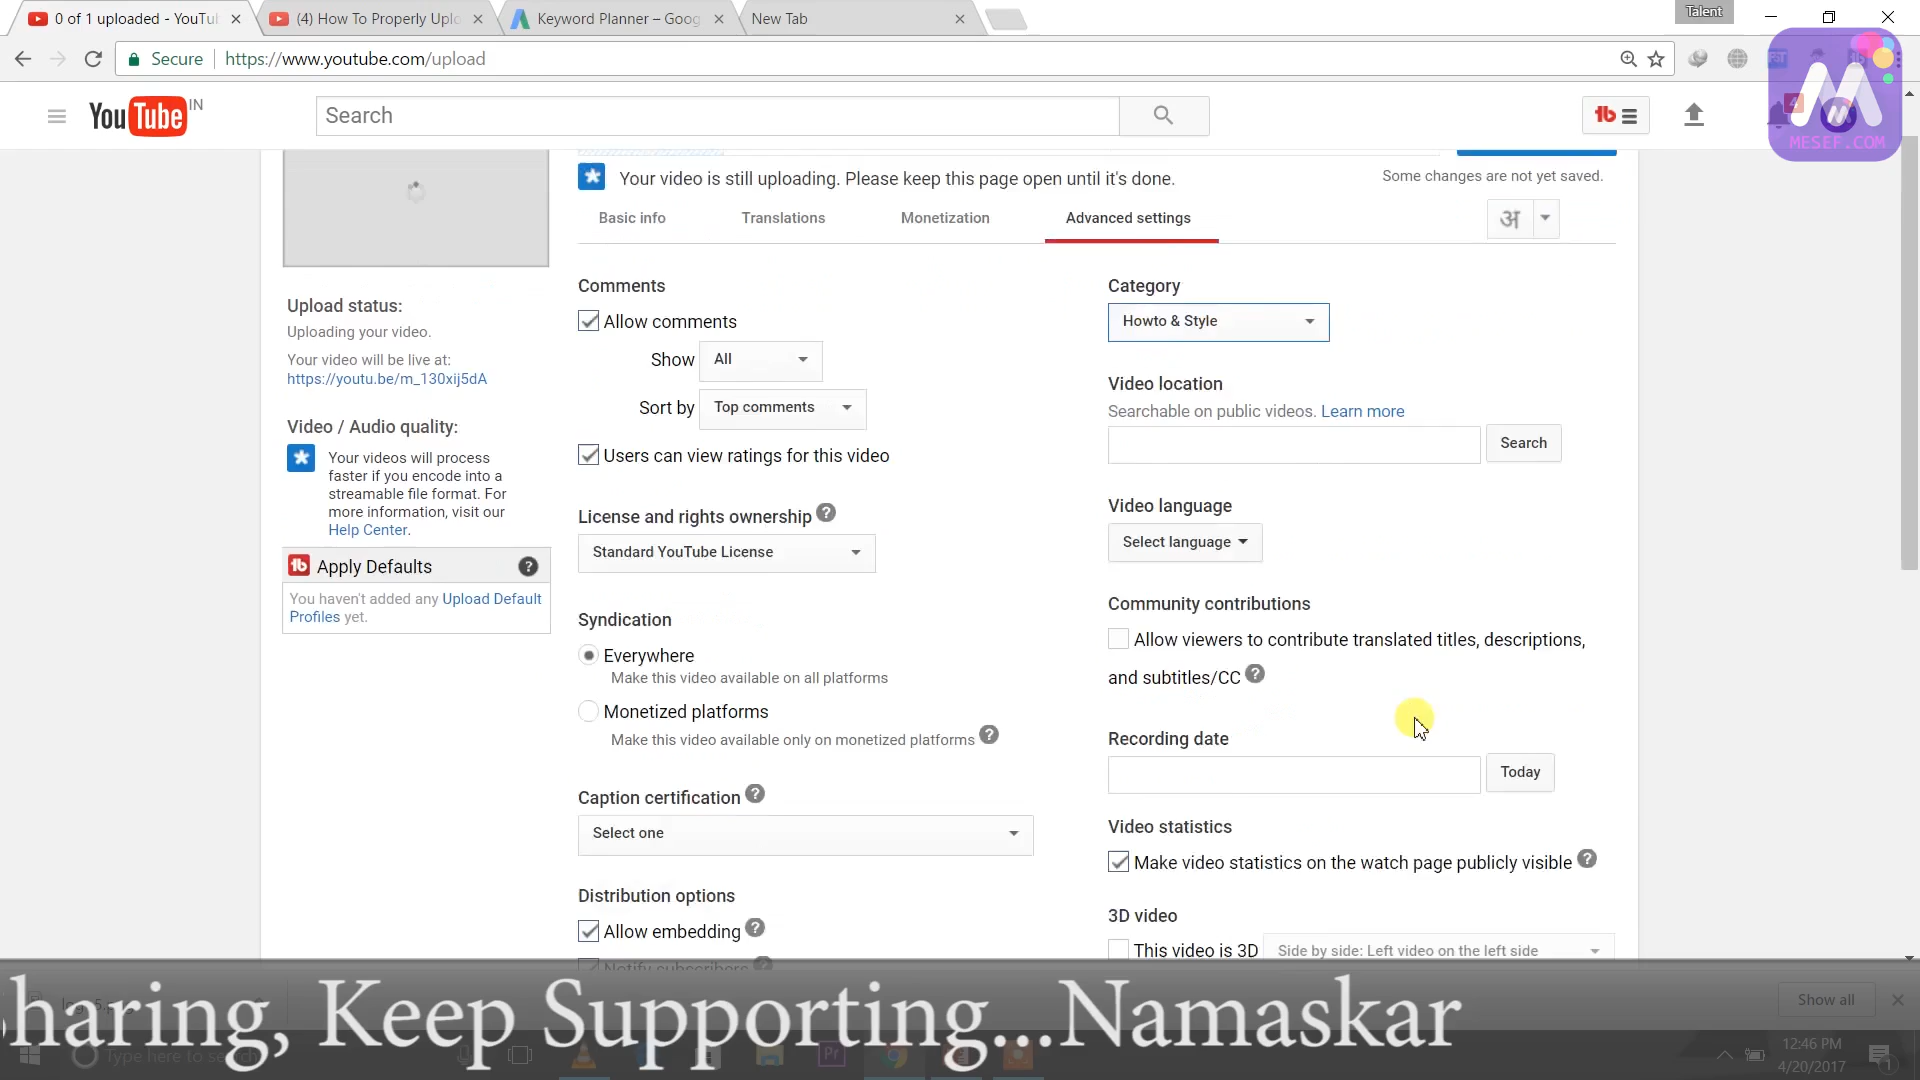 0 of 1 uploaded - YouTu
(4) How To Properly Uplo
Keyword Planner – Goog
New Tab
Talent
Secure
https://www.youtube.com/upload
YouTube IN
Search
MESEF.COM
Your video is still uploading. Please keep this page open until it's done.
Some changes are not yet saved.
Basic info
Translations
Monetization
Advanced settings
अ
Upload status:
Uploading your video.
Your video will be live at:
https://youtu.be/m_130xij5dA
Video / Audio quality:
Your videos will process
faster if you encode into a
streamable file format. For
more information, visit our
Help Center.
Apply Defaults
You haven't added any Upload Default
Profiles yet.
Comments
Allow comments
Show All
Sort by Top comments
Users can view ratings for this video
License and rights ownership
Standard YouTube License
Syndication
Everywhere
Make this video available on all platforms
Monetized platforms
Make this video available only on monetized platforms
Caption certification
Select one
Distribution options
Allow embedding
Notify subscribers
Category
Howto & Style
Video location
Searchable on public videos. Learn more
Search
Video language
Select language
Community contributions
Allow viewers to contribute translated titles, descriptions,
and subtitles/CC
Recording date
Today
Video statistics
Make video statistics on the watch page publicly visible
3D video
This video is 3D
Side by side: Left video on the left side
haring, Keep Supporting...Namaskar
Show all
Type here to search
Pr
12:46 PM
4/20/2017